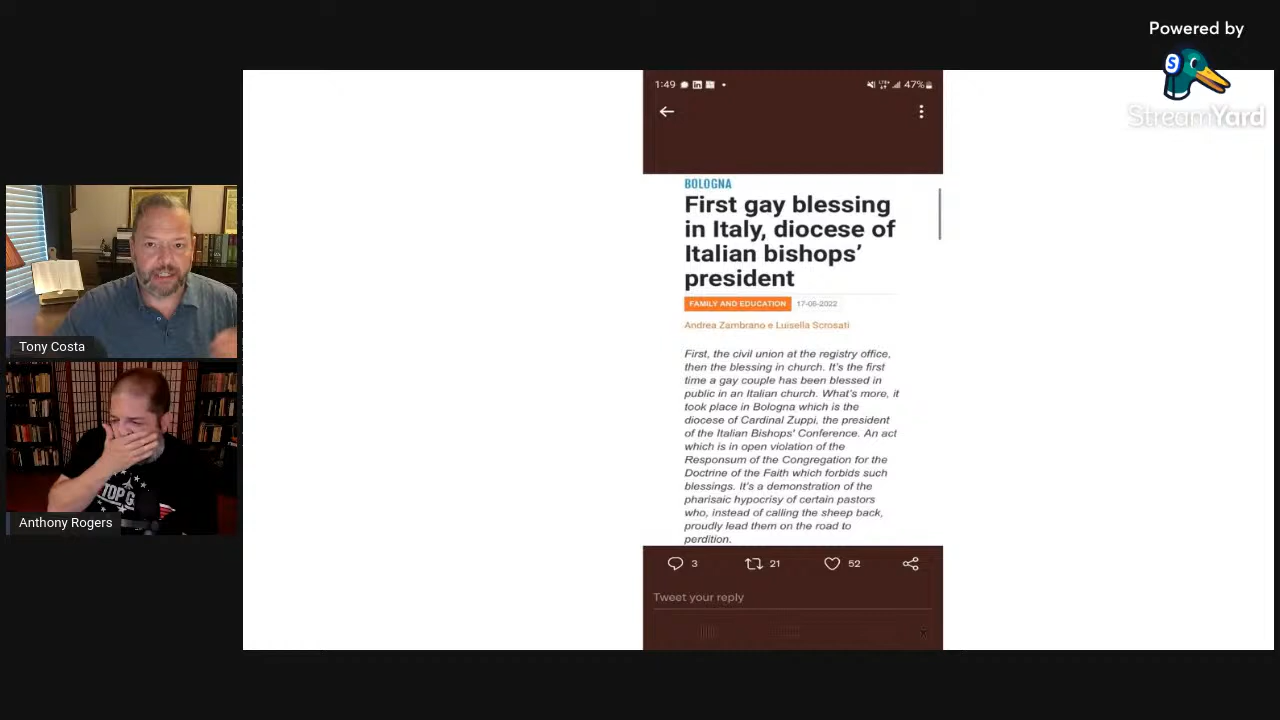 Powered by
S
StreamYard
1:49
47%
BOLOGNA
First gay blessing
in Italy, diocese of
Italian bishops'
president
FAMILY AND EDUCATION 17-06-2022
Andrea Zambrano e Luisella Scrosati
First, the civil union at the registry office,
then the blessing in church. It's the first
time a gay couple has been blessed in
public in an Italian church. What's more, it
took place in Bologna which is the
diocese of Cardinal Zuppi, the president
of the Italian Bishops' Conference. An act
which is in open violation of the
Responsum of the Congregation for the
Doctrine of the Faith which forbids such
blessings. It's a demonstration of the
pharisaic hypocrisy of certain pastors
who, instead of calling the sheep back,
proudly lead them on the road to
perdition.
3 21 52
Tweet your reply
Tony Costa
TOP G
Anthony Rogers